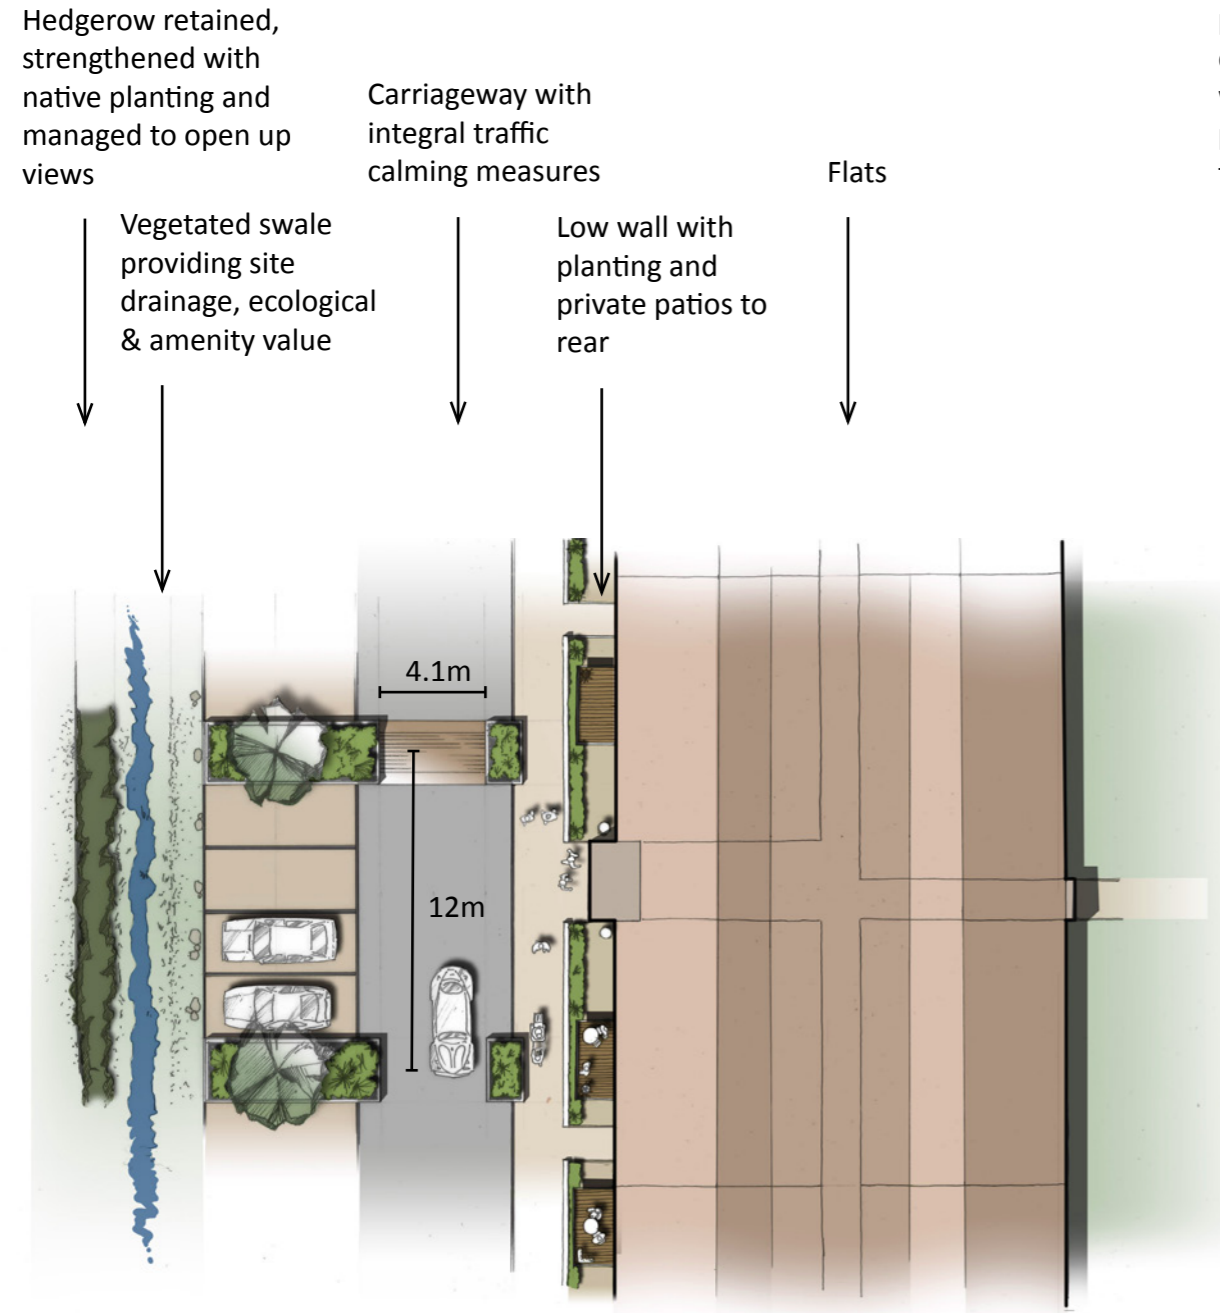 Hedgerow retained,
strengthened with
native planting and
managed to open up
views
Vegetated swale
providing site
drainage, ecological
& amenity value
Carriageway with
integral traffic
calming measures
Low wall with
planting and
private patios to
rear
Flats
4.1m
12m